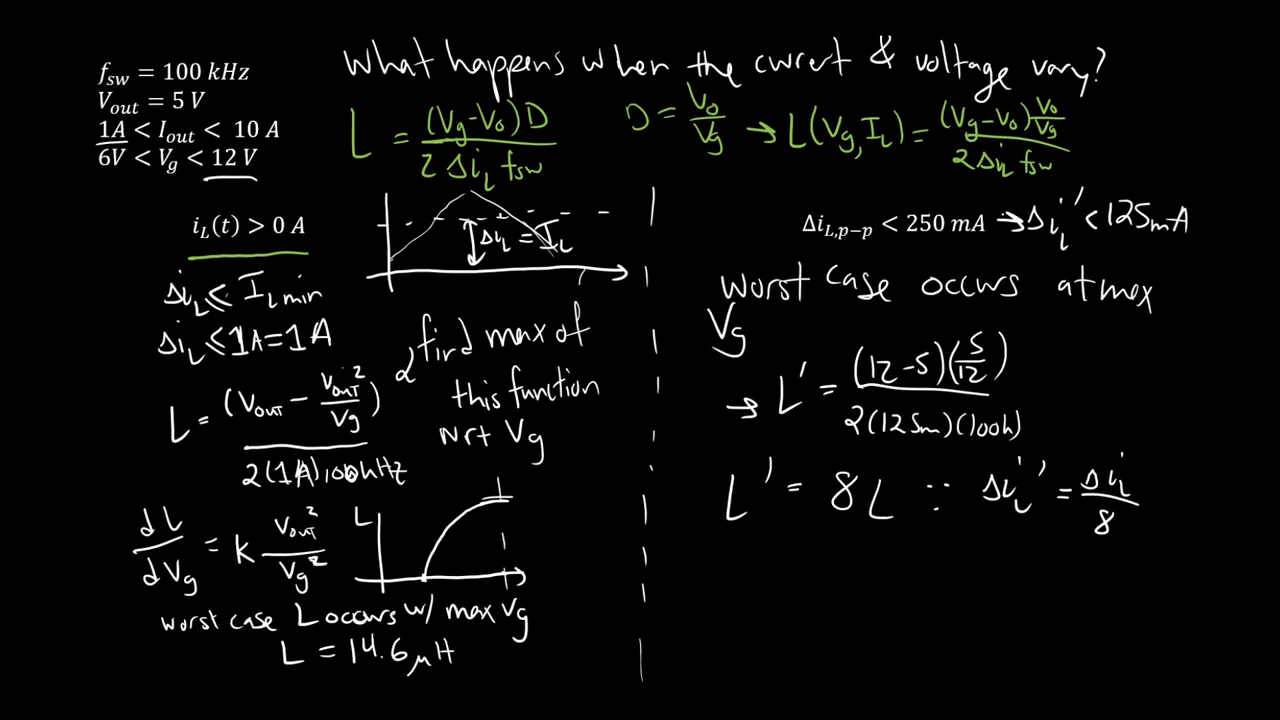 What happens when the current & voltage vary?
f_sw = 100 kHz
V_out = 5 V
1A < I_out < 10 A
6V < V_g < 12 V
L = (Vg-Vo)D / 2 Δi_L fsw
D = Vo/Vg → L(Vg, I_L) = (Vg-Vo) Vo/Vg / 2Δi_L fsw
i_L(t) > 0 A
Δi_L = I_L
Δi_L ≤ I_L min
Δi_L ≤ 1A = 1A
L = (V_OUT - V_OUT²/Vg) / 2(1A)100kHz
find max of
this function
wrt Vg
dL/dVg = K V_OUT²/Vg²
L
worst case L occurs w/ max Vg
L = 14.6 μH
Δi_L,p-p < 250 mA → Δi_L' < 125mA
worst case occurs at max
Vg
→ L' = (12-5)(5/12) / 2(125m)(100k)
L' = 8L ∵ Δi_L' = Δi_L/8